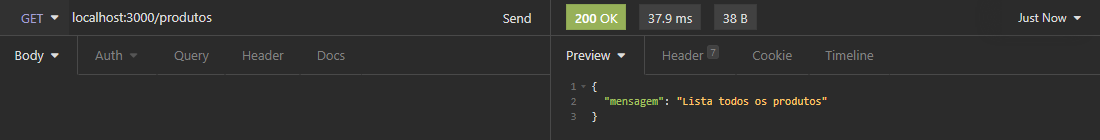 GET localhost:3000/produtos Send 200 OK 37.9 ms 38 B Just Now
Body Auth Query Header Docs Preview Header 7 Cookie Timeline
1 {
2 "mensagem": "Lista todos os produtos"
3 }